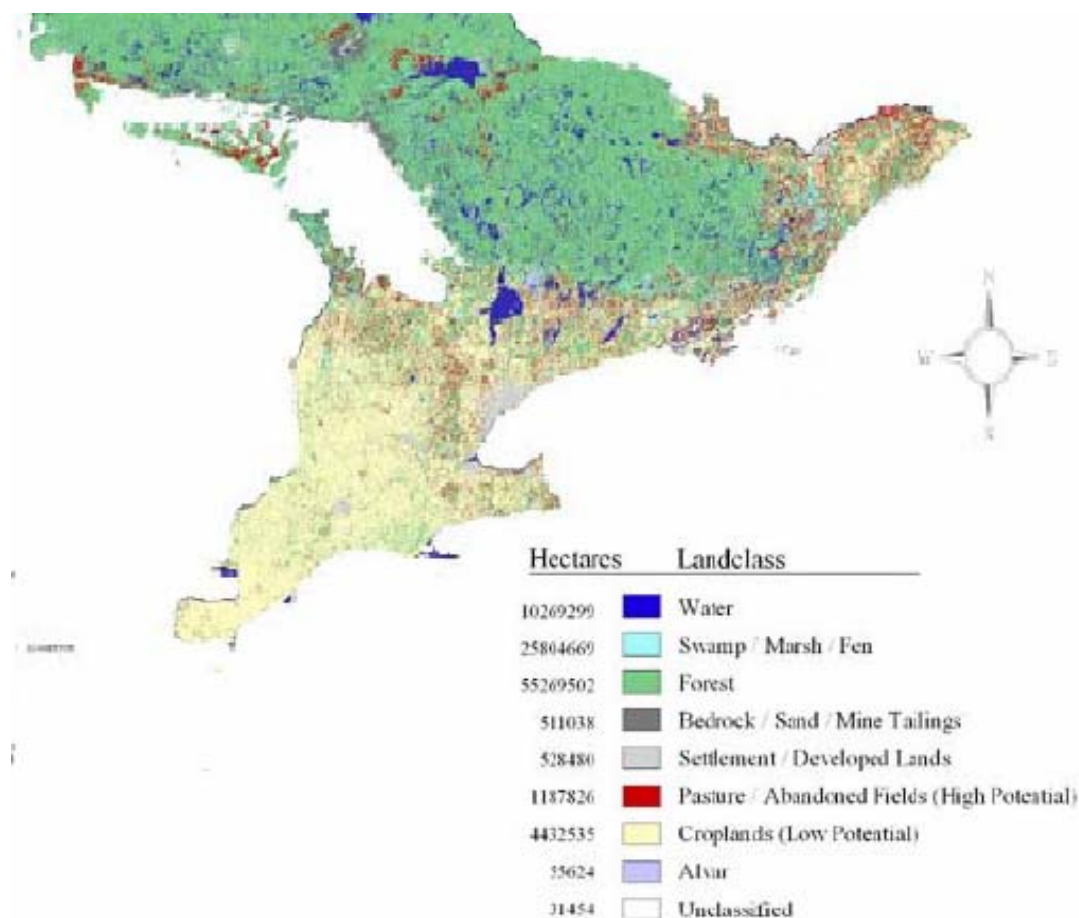 N
W
Hectares Landclass
10269299 Water
25804669 Swamp / Marsh / Fen
55269502 Forest
511038 Bedrock / Sand / Mine Tailings
528480 Settlement / Developed Lands
1187826 Pasture / Abandoned Fields (High Potential)
4432535 Croplands (Low Potential)
55624 Alvar
31454 Unclassified